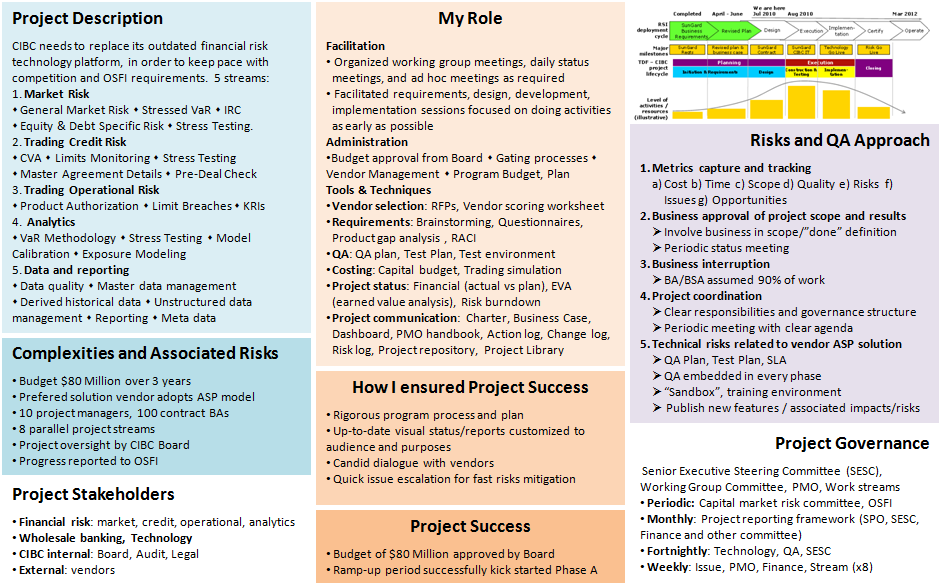 Project Description
CIBC needs to replace its outdated financial risk
technology platform, in order to keep pace with
competition and OSFI requirements.  5 streams:
1. Market Risk
• General Market Risk • Stressed VaR • IRC
• Equity & Debt Specific Risk • Stress Testing.
2. Trading Credit Risk
• CVA • Limits Monitoring • Stress Testing
• Master Agreement Details • Pre-Deal Check
3. Trading Operational Risk
• Product Authorization • Limit Breaches • KRIs
4. Analytics
• VaR Methodology • Stress Testing • Model
Calibration • Exposure Modeling
5. Data and reporting
• Data quality • Master data management
• Derived historical data • Unstructured data
management • Reporting • Meta data
Complexities and Associated Risks
• Budget $80 Million over 3 years
• Prefered solution vendor adopts ASP model
• 10 project managers, 100 contract BAs
• 8 parallel project streams
• Project oversight by CIBC Board
• Progress reported to OSFI
Project Stakeholders
• Financial risk: market, credit, operational, analytics
• Wholesale banking, Technology
• CIBC internal: Board, Audit, Legal
• External: vendors
My Role
Facilitation
• Organized working group meetings, daily status
meetings, and ad hoc meetings as required
• Facilitated requirements, design, development,
implementation sessions focused on doing activities
as early as possible
Administration
•Budget approval from Board • Gating processes •
Vendor Management • Program Budget, Plan
Tools & Techniques
• Vendor selection: RFPs, Vendor scoring worksheet
•Requirements: Brainstorming, Questionnaires,
Product gap analysis , RACI
•QA: QA plan, Test Plan, Test environment
•Costing: Capital budget, Trading simulation
•Project status: Financial (actual vs plan), EVA
(earned value analysis), Risk burndown
•Project communication: Charter, Business Case,
Dashboard, PMO handbook, Action log, Change log,
Risk log, Project repository, Project Library
How I ensured Project Success
• Rigorous program process and plan
• Up-to-date visual status/reports customized to
audience and purposes
• Candid dialogue with vendors
• Quick issue escalation for fast risks mitigation
Project Success
• Budget of $80 Million approved by Board
• Ramp-up period successfully kick started Phase A
We are here
Completed April - June Jul 2010 Aug 2010 Mar 2012
RSI
deployment
cycle
SunGard
Business
Requirements
Revised Plan
Design
Execution
Implemen-
tation
Certify
Operate
Major
milestones
SunGard
Reqts
Revised plan &
business case
SunGard
Contract
SunGard
CIBC IT
Technology
Go Live
Risk Go
Live
TDF – CIBC
project
lifecycle
Planning
Execution
Initiation & Requirements
Design
Construction &
Testing
Implemen-
tation
Closing
Level of
activities /
resources
(illustrative)
Risks and QA Approach
1. Metrics capture and tracking
a) Cost b) Time c) Scope d) Quality e) Risks f)
Issues g) Opportunities
2. Business approval of project scope and results
➢ Involve business in scope/”done” definition
➢ Periodic status meeting
3. Business interruption
➢ BA/BSA assumed 90% of work
4. Project coordination
➢ Clear responsibilities and governance structure
➢ Periodic meeting with clear agenda
5. Technical risks related to vendor ASP solution
➢ QA Plan, Test Plan, SLA
➢ QA embedded in every phase
➢ “Sandbox”, training environment
➢ Publish new features / associated impacts/risks
Project Governance
Senior Executive Steering Committee (SESC),
Working Group Committee, PMO, Work streams
• Periodic: Capital market risk committee, OSFI
• Monthly: Project reporting framework (SPO, SESC,
Finance and other committee)
• Fortnightly: Technology, QA, SESC
• Weekly: Issue, PMO, Finance, Stream (x8)